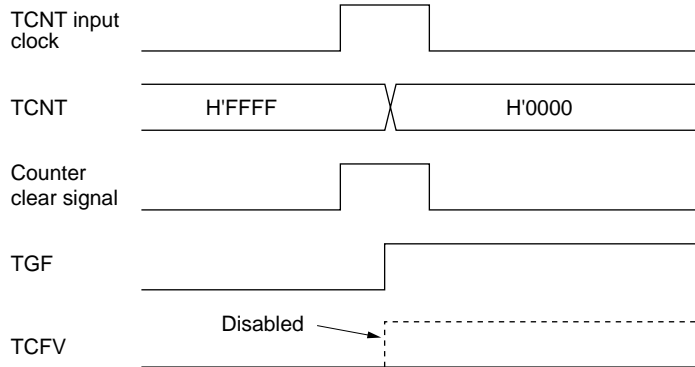 TCNT input
clock
TCNT
H'FFFF
H'0000
Counter
clear signal
TGF
Disabled
TCFV